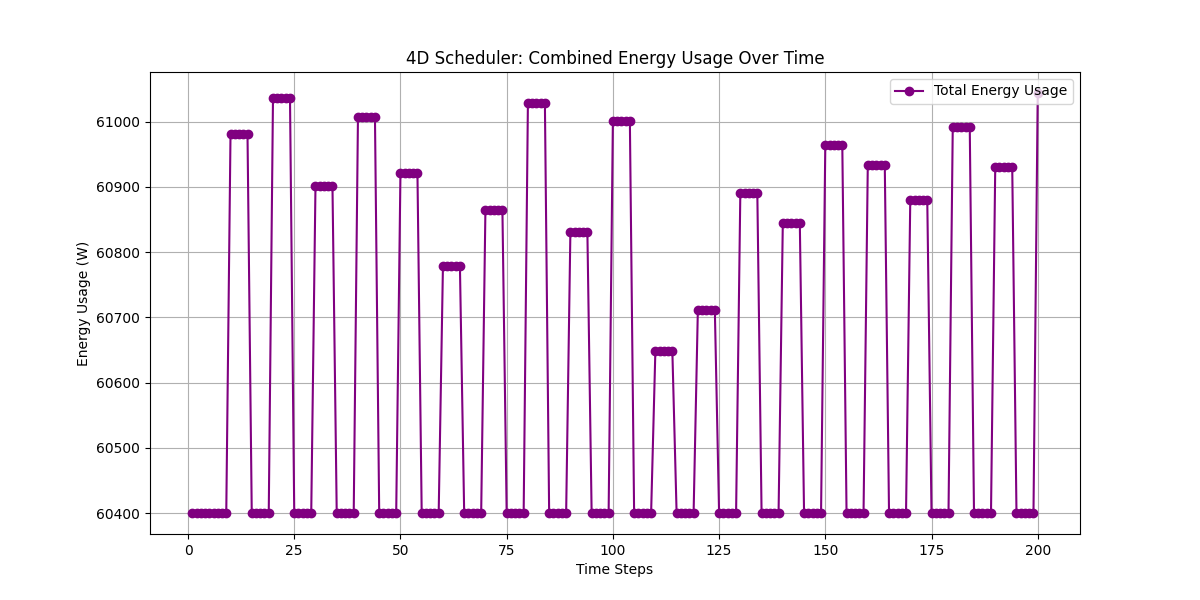 4D Scheduler: Combined Energy Usage Over Time
Total Energy Usage
Energy Usage (W)
61000
60900
60800
60700
60600
60500
60400
0 25 50 75 100 125 150 175 200
Time Steps